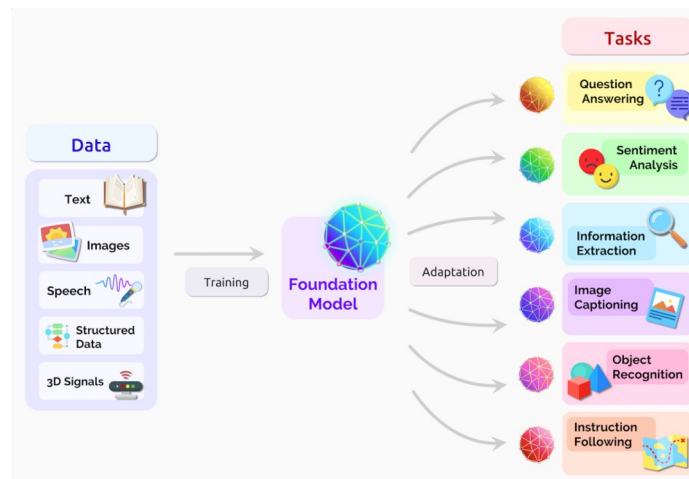 Tasks
Question
Answering
Data
Sentiment
Analysis
Text
Images
Information
Extraction
Speech
Training
Foundation
Model
Adaptation
Image
Captioning
Structured
Data
3D Signals
Object
Recognition
Instruction
Following